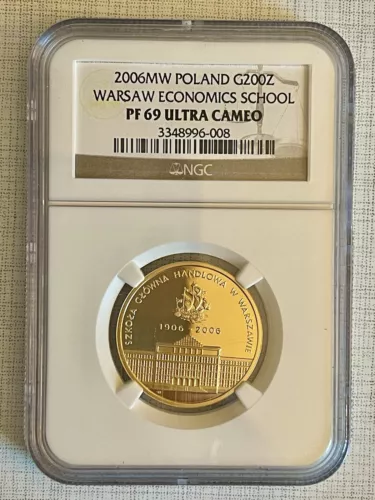 2006MW POLAND G200Z
WARSAW ECONOMICS SCHOOL
PF 69 ULTRA CAMEO
3348996-008
NGC
SZKOŁA GŁÓWNA HANDLOWA W WARSZAWIE
1906 2006